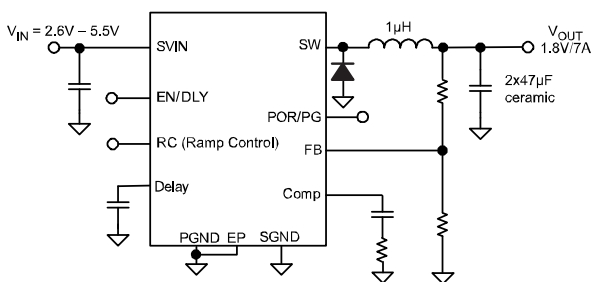 V_IN = 2.6V – 5.5V
SVIN
SW
1µH
V_OUT
1.8V/7A
2x47µF
ceramic
EN/DLY
POR/PG
RC (Ramp Control)
FB
Delay
Comp
PGND EP SGND